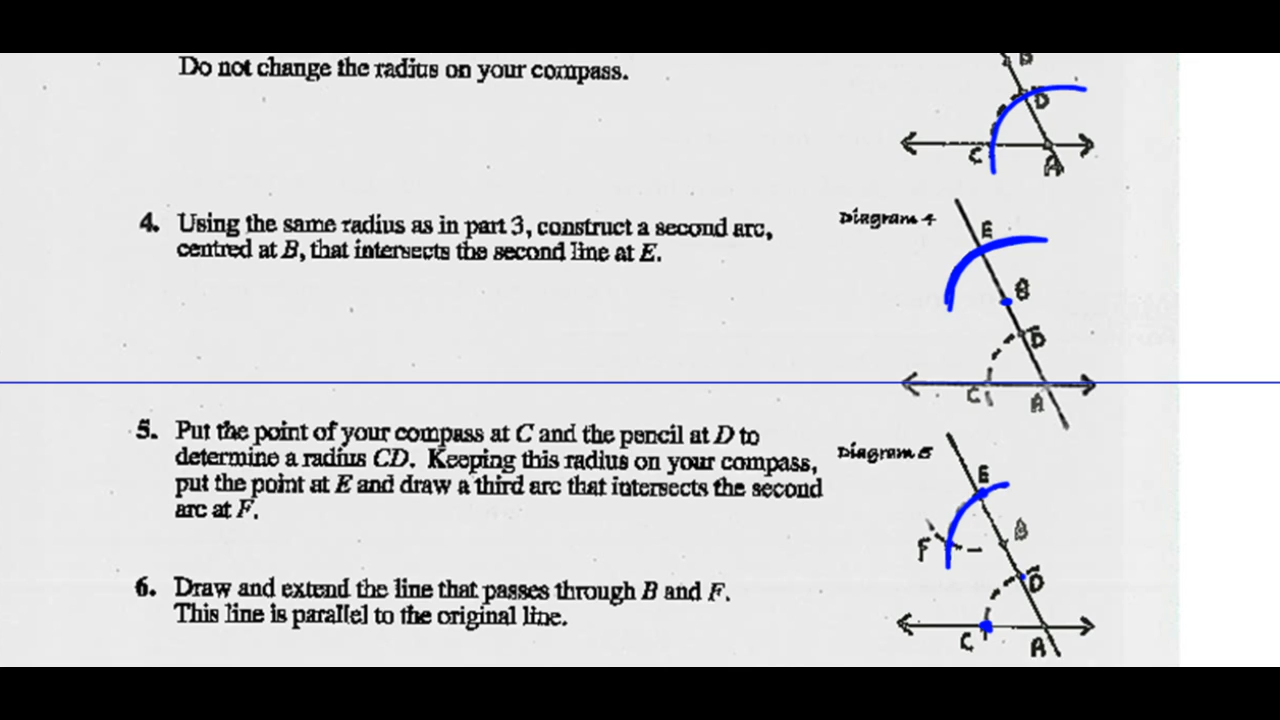 Do not change the radius on your compass.
B
D
C
A
4. Using the same radius as in part 3, construct a second arc,
centred at B, that intersects the second line at E.
Diagram 4
E
B
D
C
A
5. Put the point of your compass at C and the pencil at D to
determine a radius CD. Keeping this radius on your compass,
put the point at E and draw a third arc that intersects the second
arc at F.
Diagram 5
E
B
F
D
C
A
6. Draw and extend the line that passes through B and F.
This line is parallel to the original line.